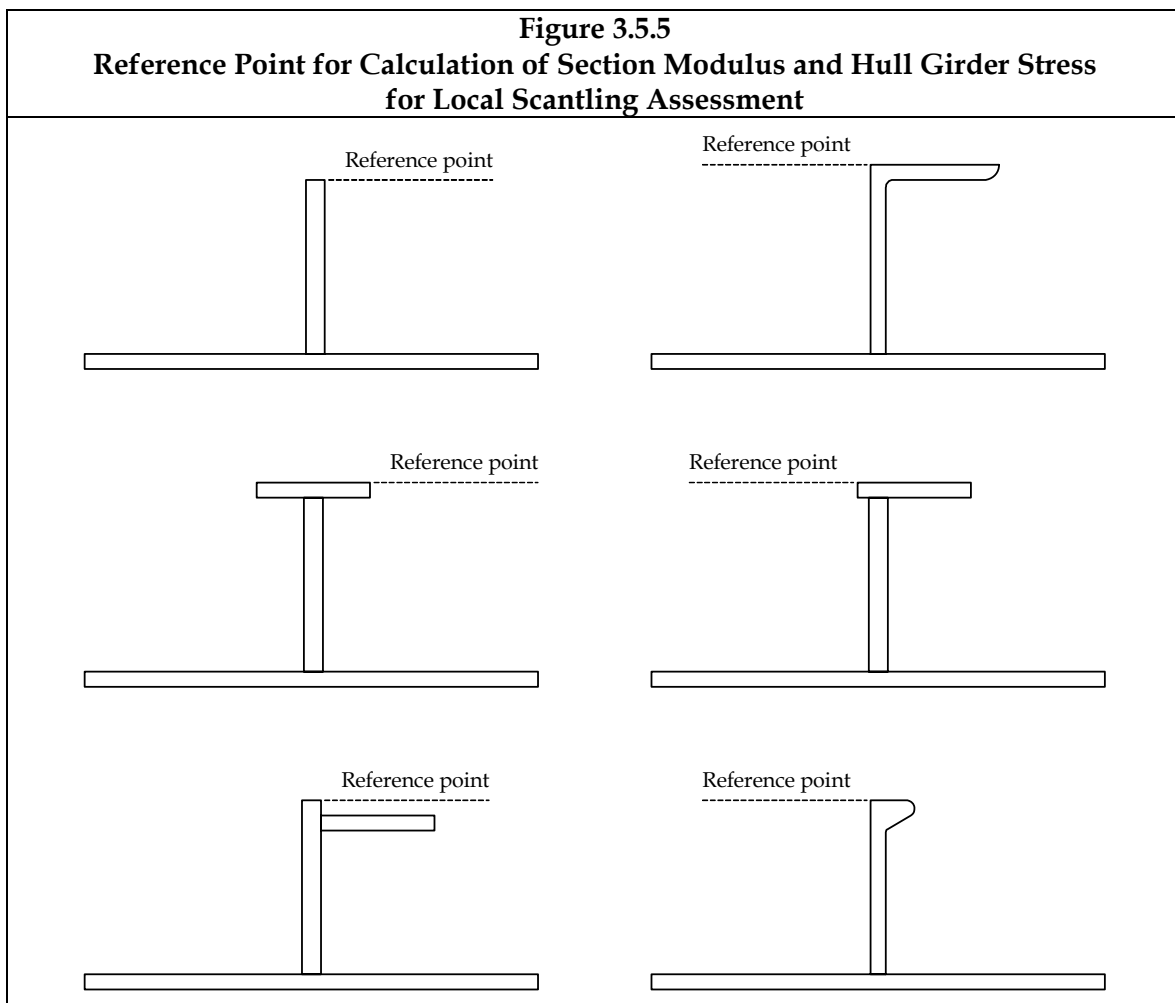 Figure 3.5.5
Reference Point for Calculation of Section Modulus and Hull Girder Stress
for Local Scantling Assessment
Reference point
Reference point
Reference point
Reference point
Reference point
Reference point